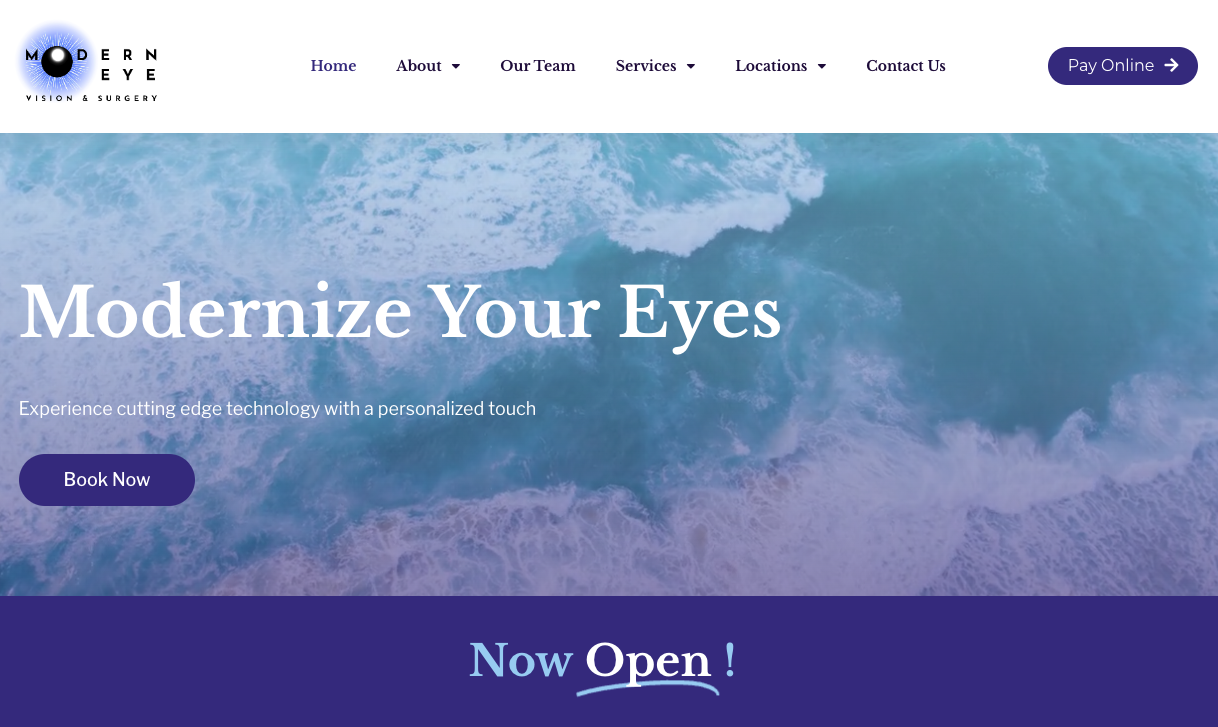 MODERN
EYE
VISION & SURGERY
Home
About
Our Team
Services
Locations
Contact Us
Pay Online
Modernize Your Eyes
Experience cutting edge technology with a personalized touch
Book Now
Now Open !